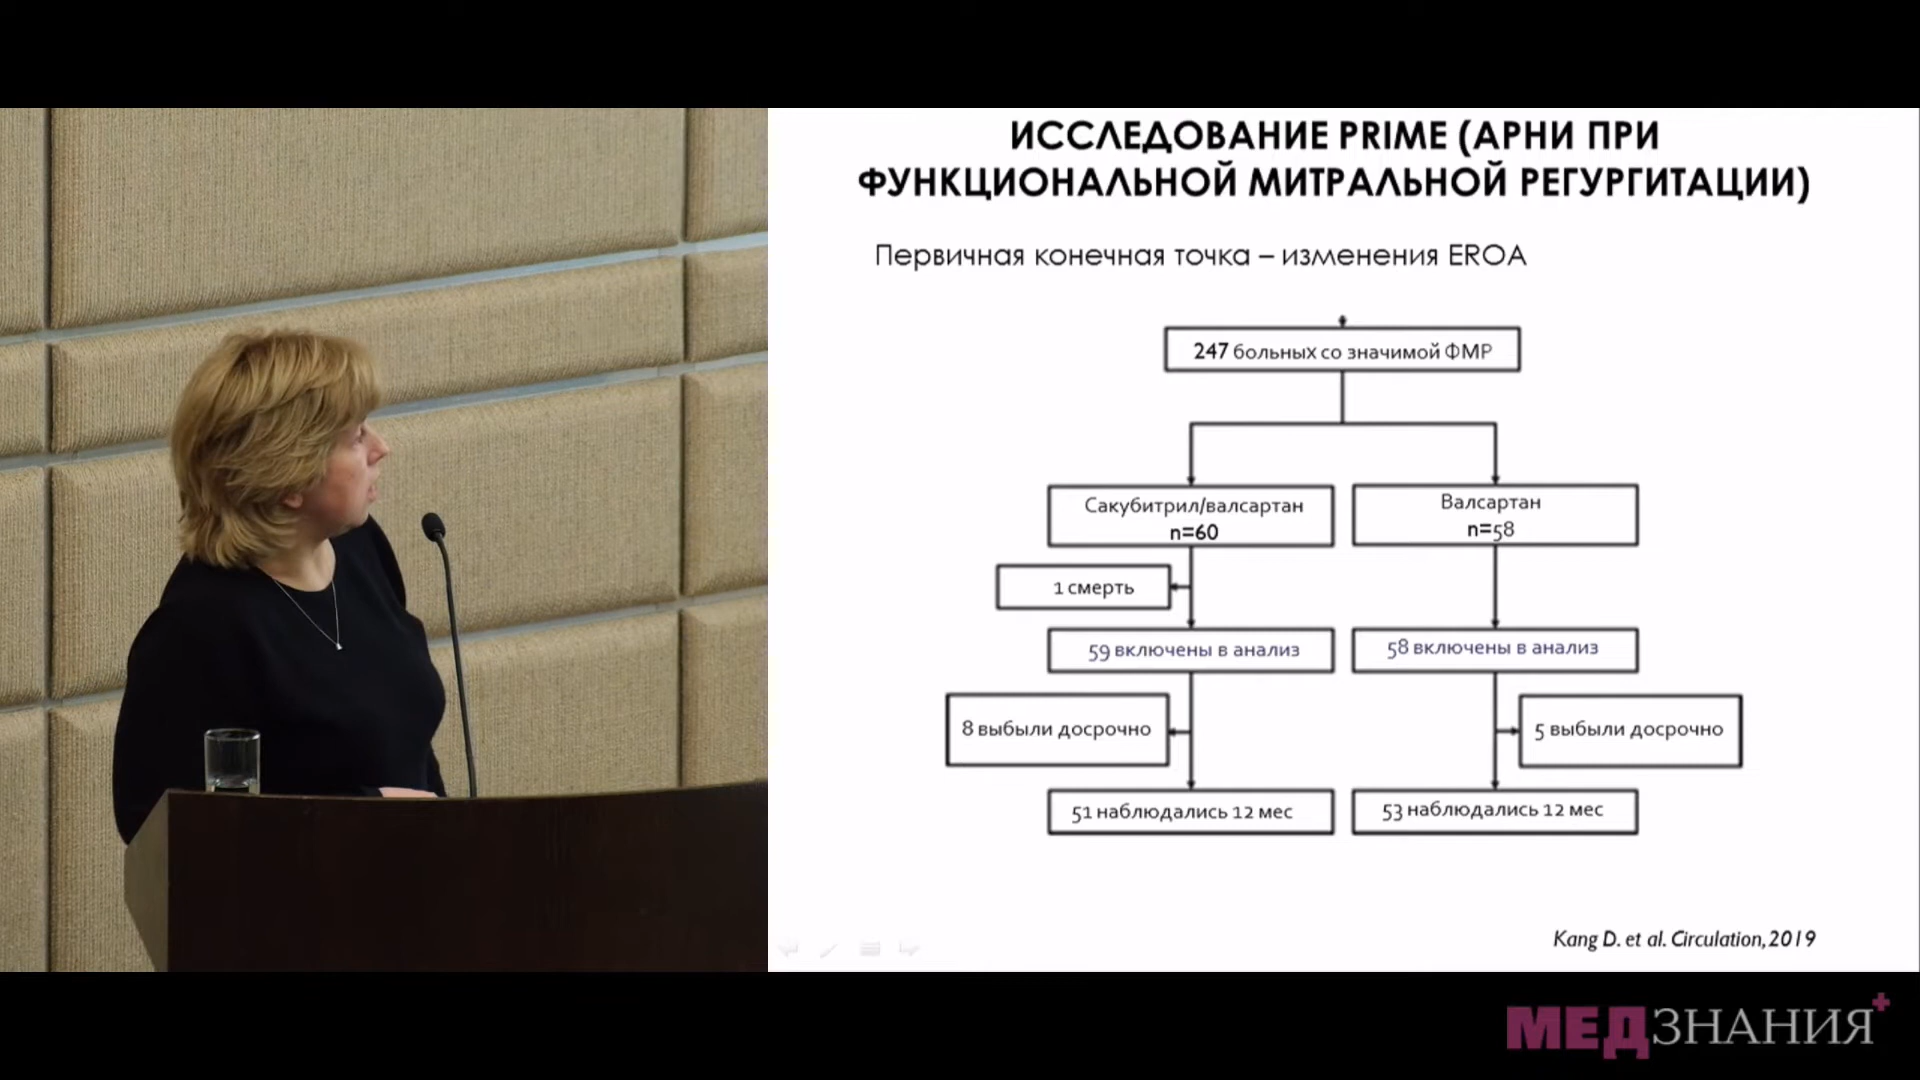 ИССЛЕДОВАНИЕ PRIME (АРНИ ПРИ
ФУНКЦИОНАЛЬНОЙ МИТРАЛЬНОЙ РЕГУРГИТАЦИИ)
Первичная конечная точка – изменения EROA
247 больных со значимой ФМР
Сакубитрил/валсартан
n=60
Валсартан
n=58
1 смерть
59 включены в анализ
58 включены в анализ
8 выбыли досрочно
5 выбыли досрочно
51 наблюдались 12 мес
53 наблюдались 12 мес
Kang D. et al. Circulation, 2019
МЕДЗНАНИЯ+